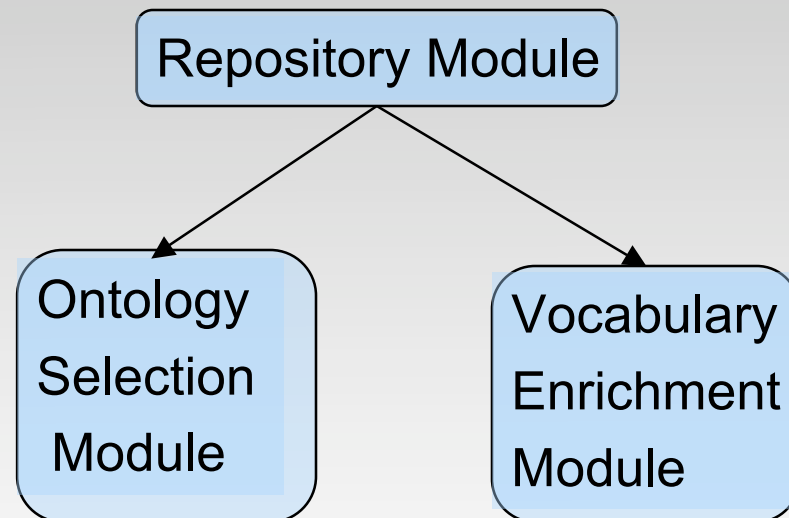 Repository Module
Ontology
Selection
Module
Vocabulary
Enrichment
Module